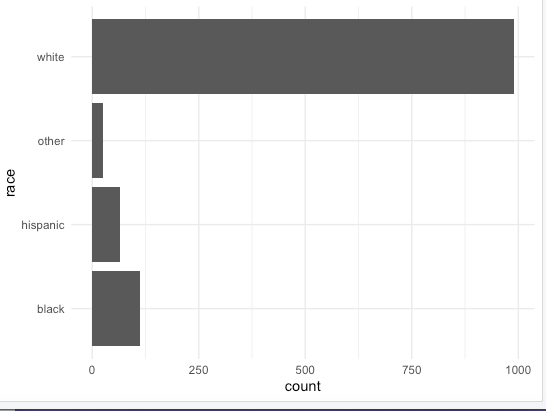 white
other
hispanic
black
race
0 250 500 750 1000
count